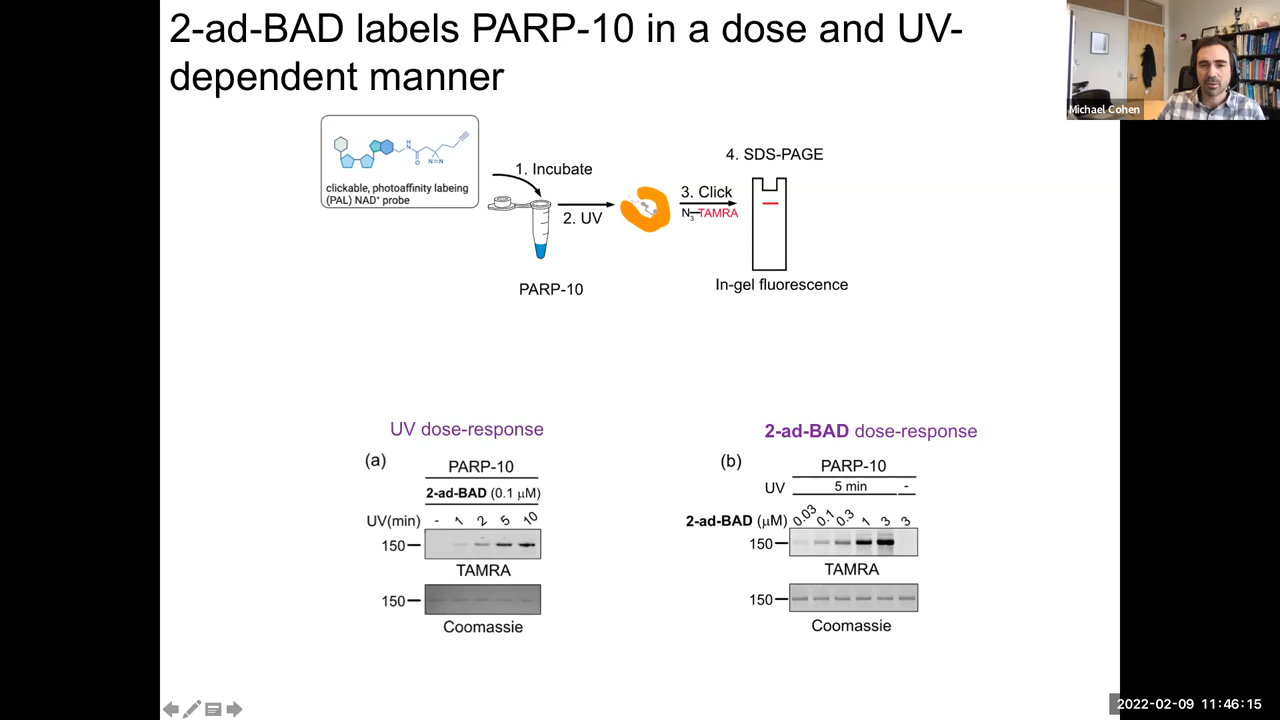 2-ad-BAD labels PARP-10 in a dose and UV-
dependent manner
Michael Cohen
H
N
O
N=N
clickable, photoaffinity labeing
(PAL) NAD⁺ probe
1. Incubate
2. UV
PARP-10
3. Click
N₃ TAMRA
4. SDS-PAGE
In-gel fluorescence
UV dose-response
(a)
PARP-10
2-ad-BAD (0.1 μM)
UV(min) - 1 2 5 10
150
TAMRA
150
Coomassie
2-ad-BAD dose-response
(b)
PARP-10
UV 5 min -
2-ad-BAD (μM) 0.03 0.1 0.3 1 3 3
150
TAMRA
150
Coomassie
2022-02-09 11:46:15